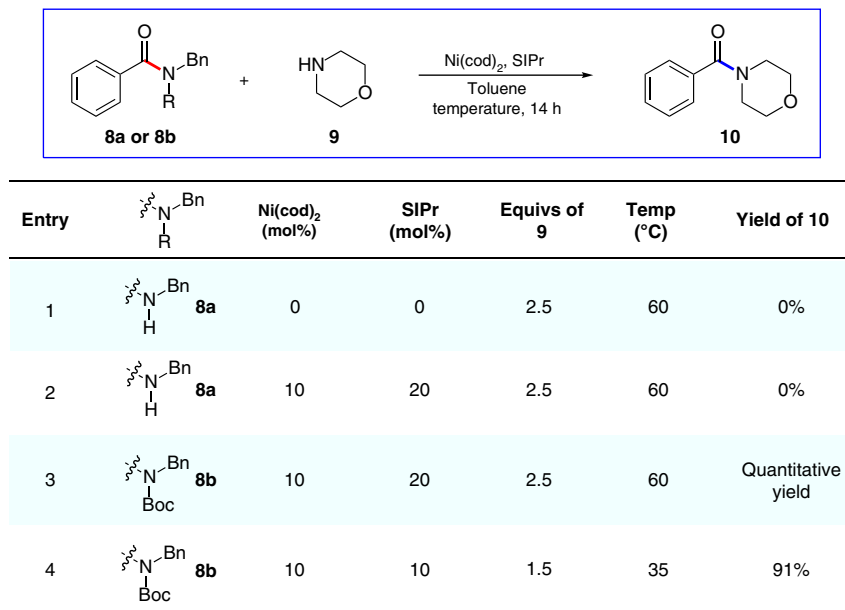 O
N
Bn
R
8a or 8b
+
HN
O
9
Ni(cod)2, SIPr
Toluene
temperature, 14 h
O
N
O
10
Entry
N
Bn
R
Ni(cod)2
(mol%)
SIPr
(mol%)
Equivs of
9
Temp
(°C)
Yield of 10
1
N Bn H 8a
0
0
2.5
60
0%
2
N Bn H 8a
10
20
2.5
60
0%
3
N Bn Boc 8b
10
20
2.5
60
Quantitative
yield
4
N Bn Boc 8b
10
10
1.5
35
91%